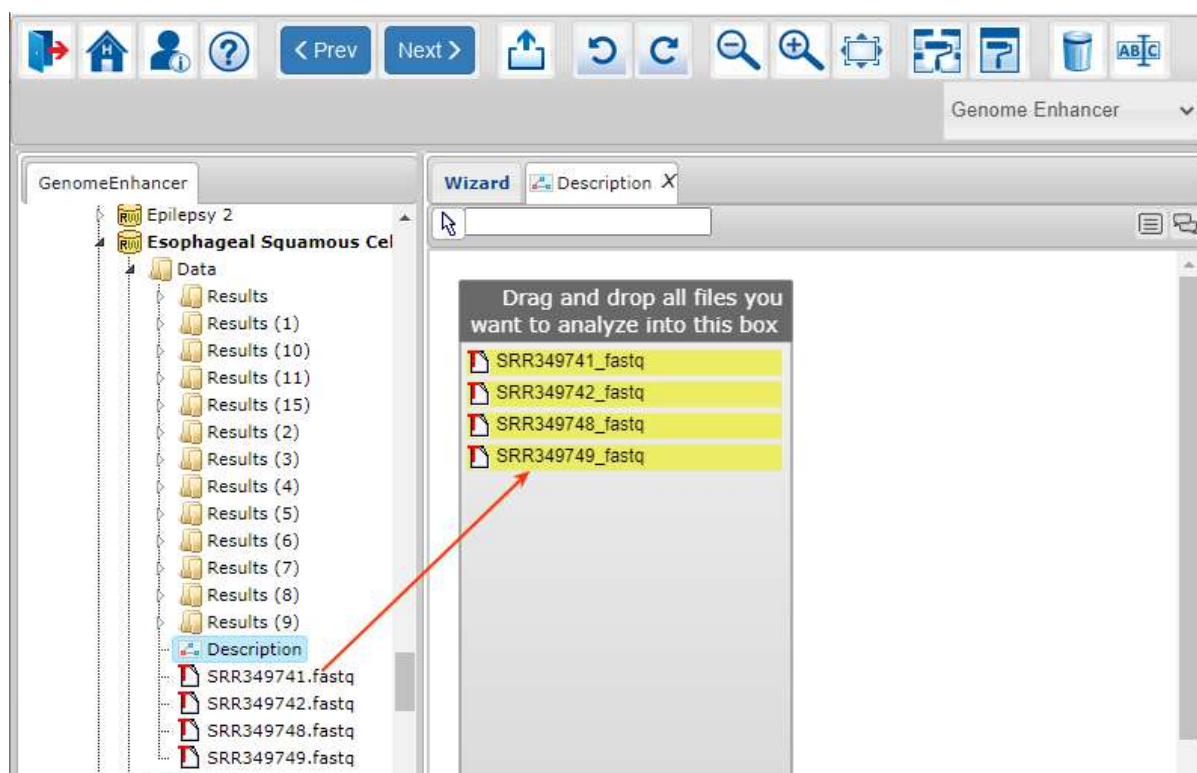 < Prev
Next >
AB C
Genome Enhancer
GenomeEnhancer
Epilepsy 2
Esophageal Squamous Cel
Data
Results
Results (1)
Results (10)
Results (11)
Results (15)
Results (2)
Results (3)
Results (4)
Results (5)
Results (6)
Results (7)
Results (8)
Results (9)
Description
SRR349741.fastq
SRR349742.fastq
SRR349748.fastq
SRR349749.fastq
Wizard
Description X
Drag and drop all files you
want to analyze into this box
SRR349741_fastq
SRR349742_fastq
SRR349748_fastq
SRR349749_fastq